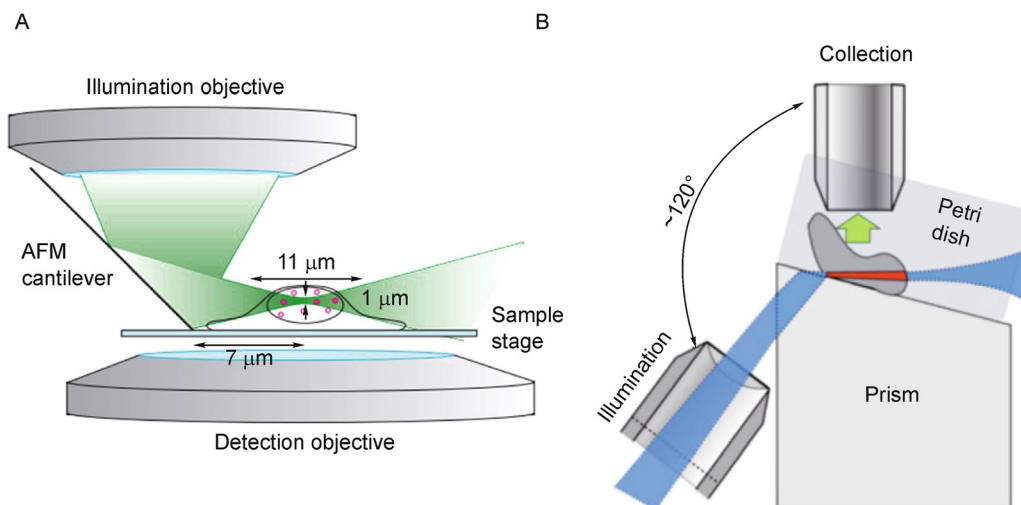 A
Illumination objective
AFM
cantilever
11 μm
1 μm
Sample
stage
7 μm
Detection objective
B
Collection
~120°
Petri
dish
Illumination
Prism